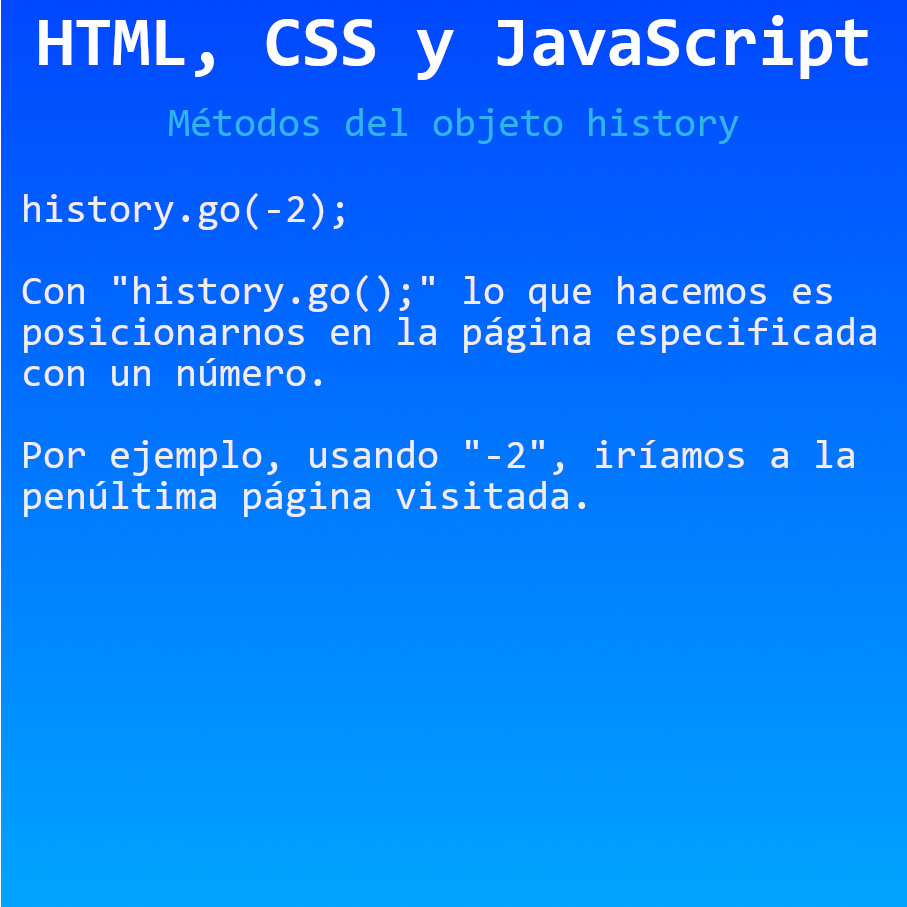 HTML, CSS y JavaScript
Métodos del objeto history
history.go(-2);
Con "history.go();" lo que hacemos es
posicionarnos en la página especificada
con un número.
Por ejemplo, usando "-2", iríamos a la
penúltima página visitada.